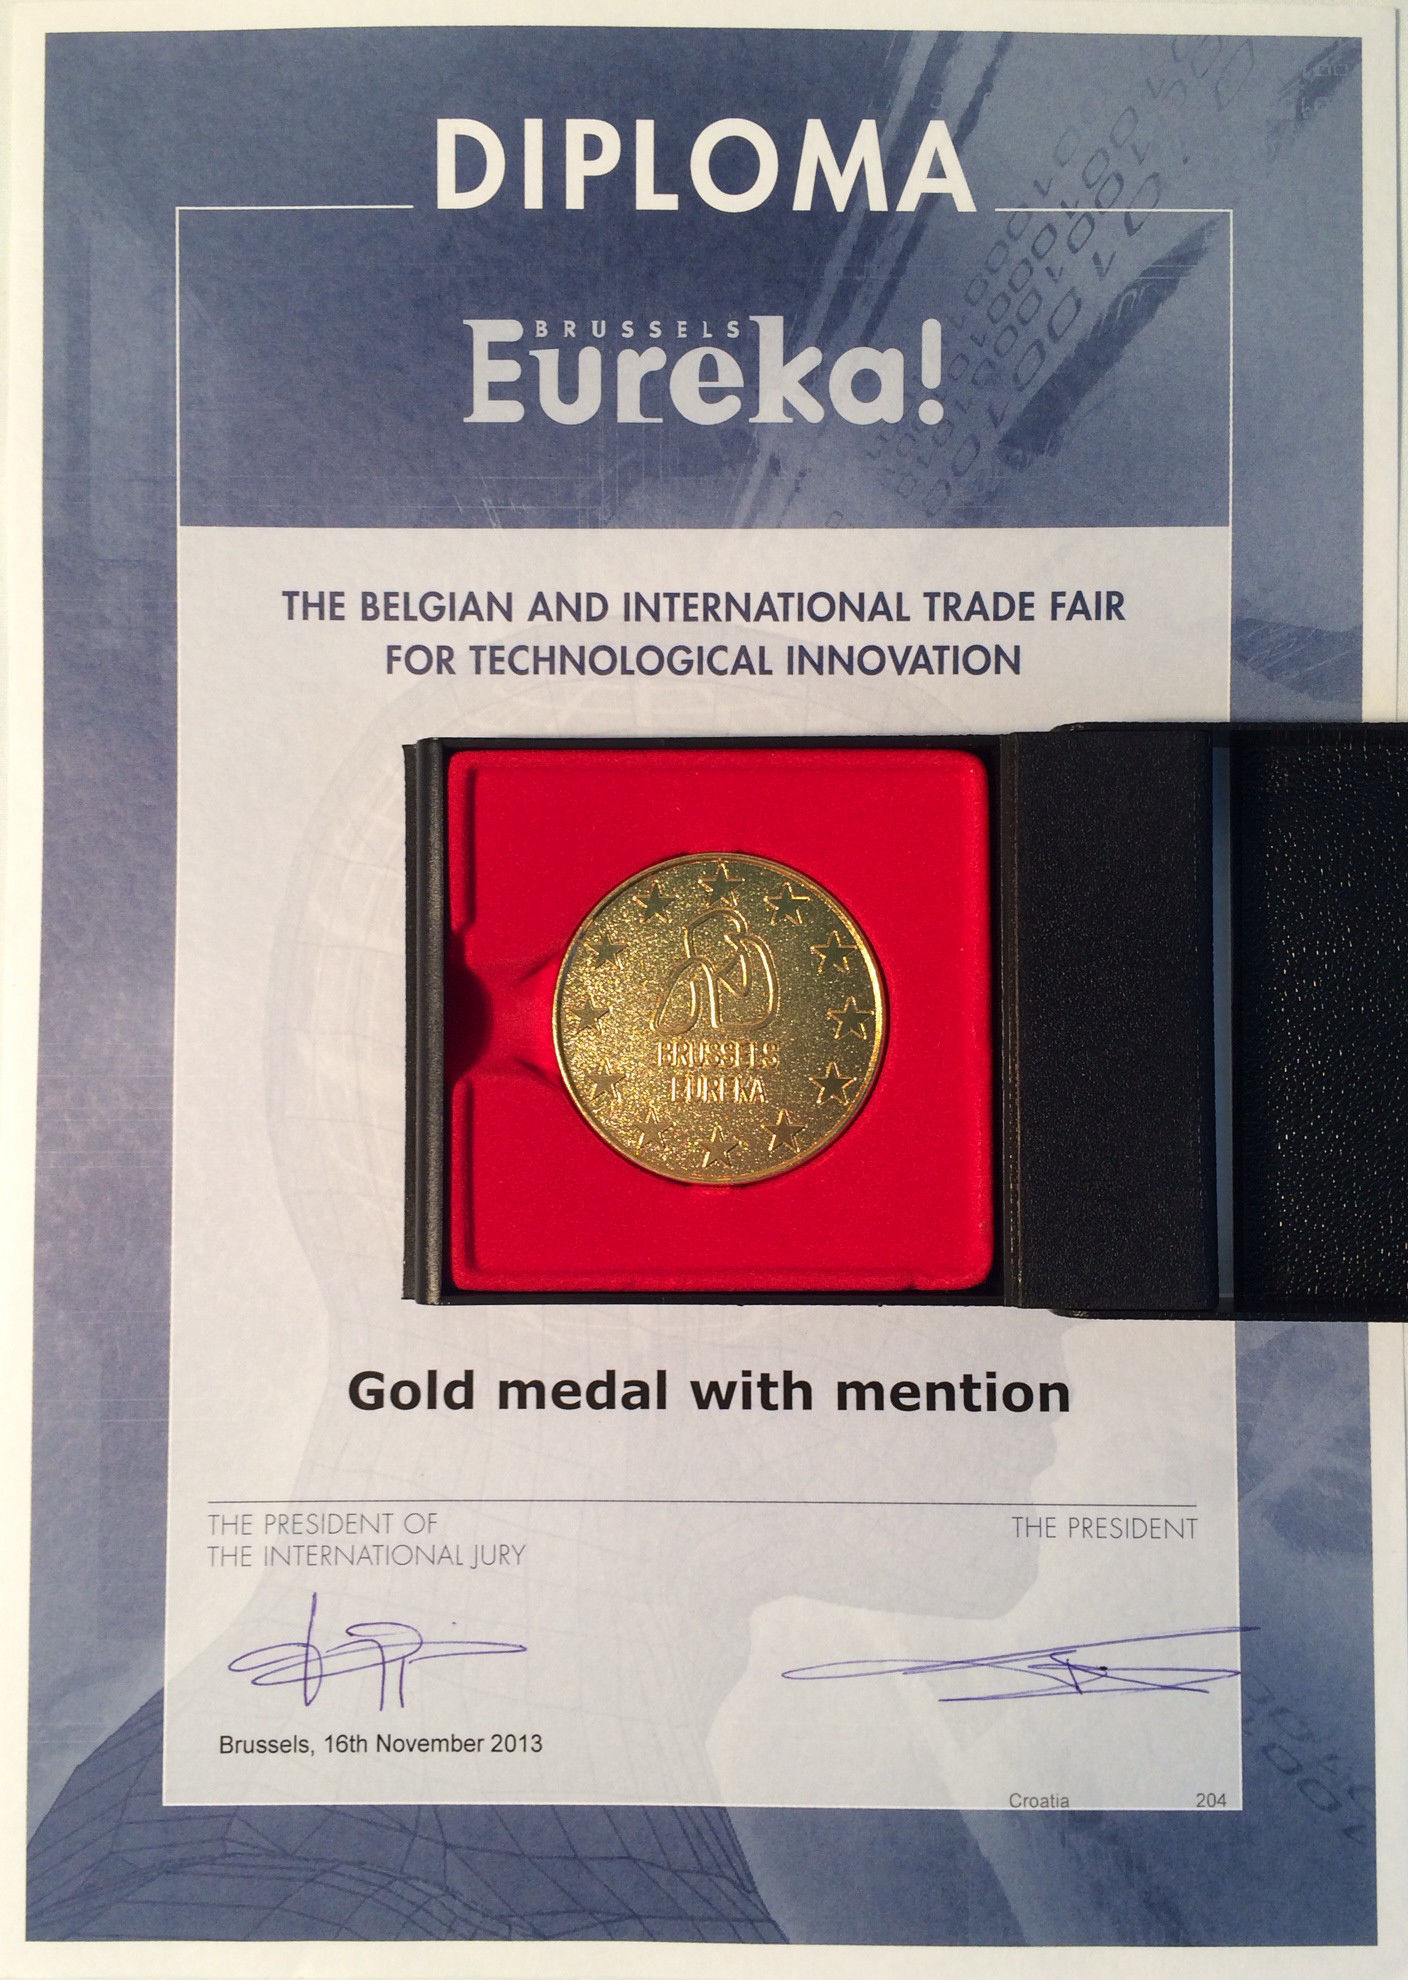 DIPLOMA
BRUSSELS
Eureka!
THE BELGIAN AND INTERNATIONAL TRADE FAIR
FOR TECHNOLOGICAL INNOVATION
BRUSSELS
EUREKA
Gold medal with mention
THE PRESIDENT OF
THE INTERNATIONAL JURY
THE PRESIDENT
Brussels, 16th November 2013
Croatia 204